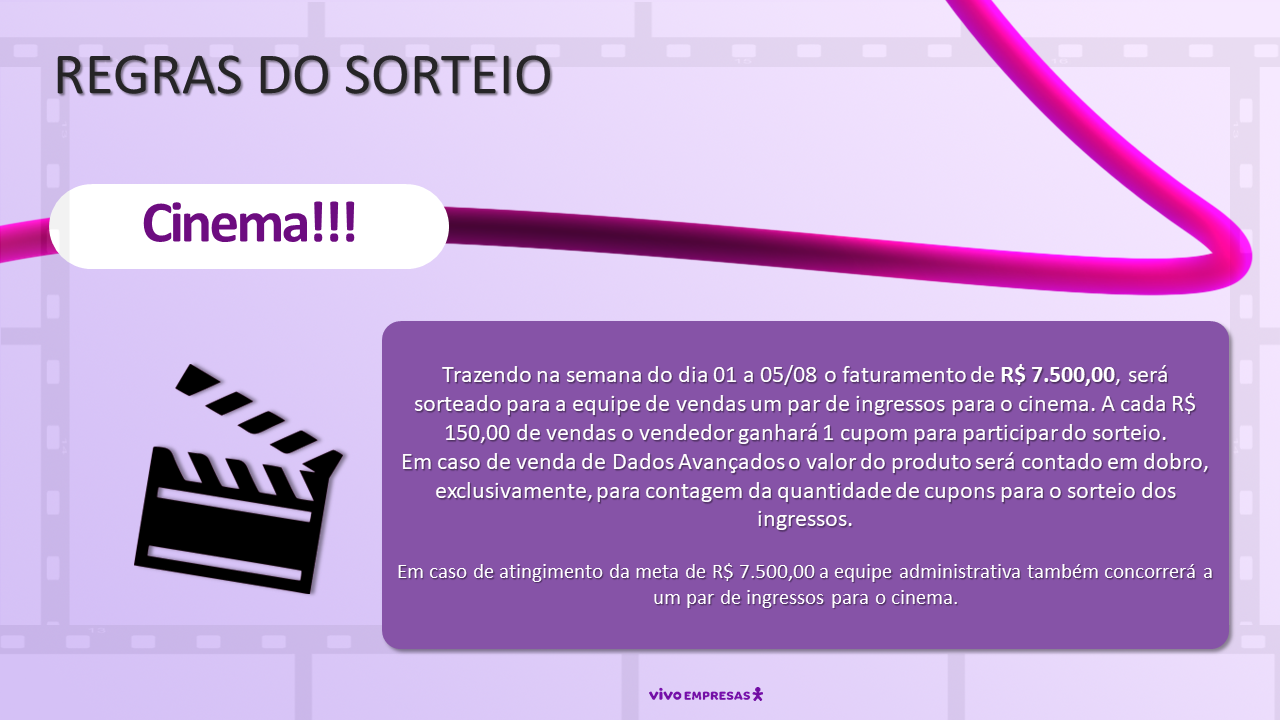 REGRAS DO SORTEIO
Cinema!!!
Trazendo na semana do dia 01 a 05/08 o faturamento de R$ 7.500,00, será
sorteado para a equipe de vendas um par de ingressos para o cinema. A cada R$
150,00 de vendas o vendedor ganhará 1 cupom para participar do sorteio.
Em caso de venda de Dados Avançados o valor do produto será contado em dobro,
exclusivamente, para contagem da quantidade de cupons para o sorteio dos
ingressos.
Em caso de atingimento da meta de R$ 7.500,00 a equipe administrativa também concorrerá a
um par de ingressos para o cinema.
vivo EMPRESAS